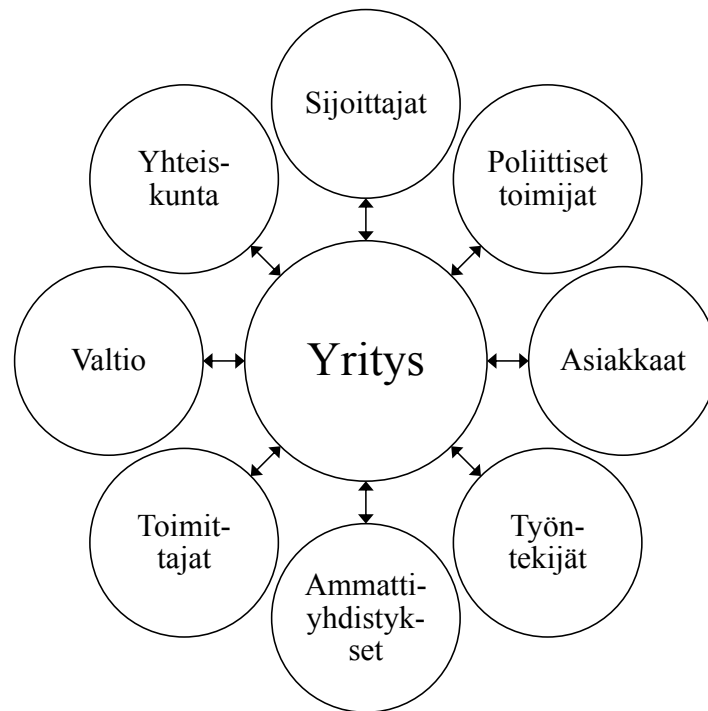 Sijoittajat
Poliittiset
toimijat
Asiakkaat
Työn-
tekijät
Ammatti-
yhdistyk-
set
Toimit-
tajat
Valtio
Yhteis-
kunta
Yritys